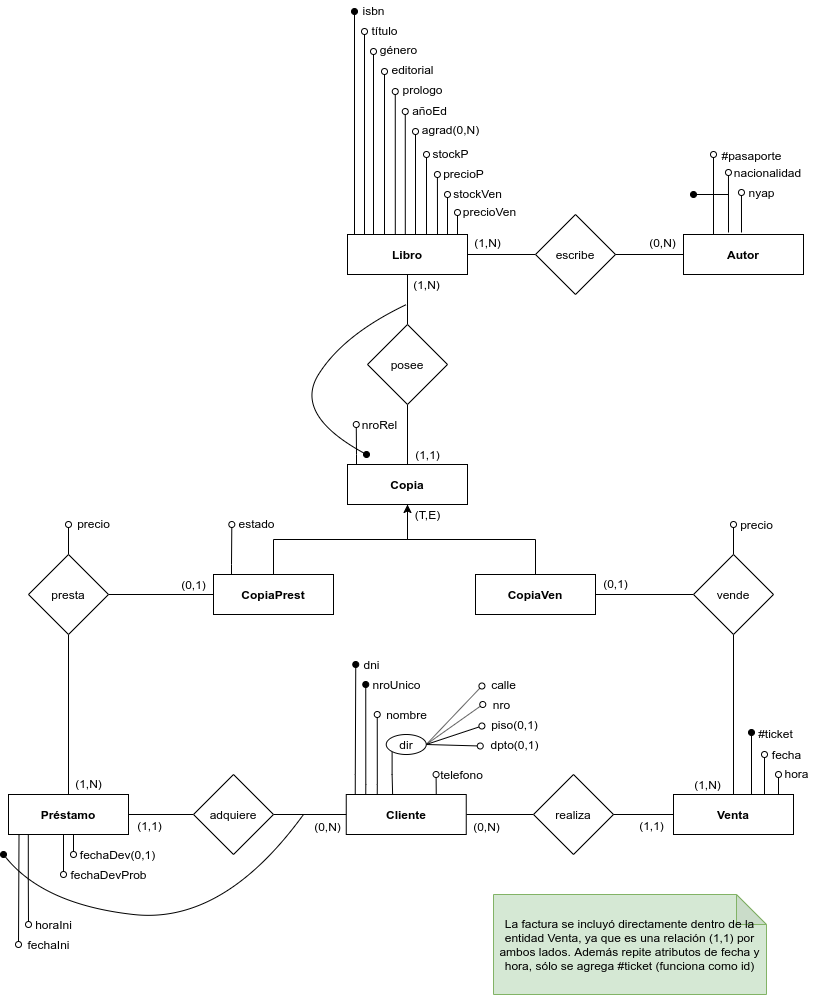 isbn
título
género
editorial
prologo
añoEd
agrad(0,N)
stockP
precioP
stockVen
precioVen
#pasaporte
nacionalidad
nyap
Libro
(1,N)
escribe
(0,N)
Autor
(1,N)
posee
nroRel
(1,1)
Copia
(T,E)
precio
estado
precio
presta
(0,1)
CopiaPrest
CopiaVen
(0,1)
vende
dni
nroUnico
nombre
dir
calle
nro
piso(0,1)
dpto(0,1)
telefono
#ticket
fecha
hora
(1,N)
(1,N)
Préstamo
(1,1)
adquiere
(0,N)
Cliente
(0,N)
realiza
(1,1)
Venta
fechaDev(0,1)
fechaDevProb
horaIni
fechaIni
La factura se incluyó directamente dentro de la
entidad Venta, ya que es una relación (1,1) por
ambos lados. Además repite atributos de fecha y
hora, sólo se agrega #ticket (funciona como id)